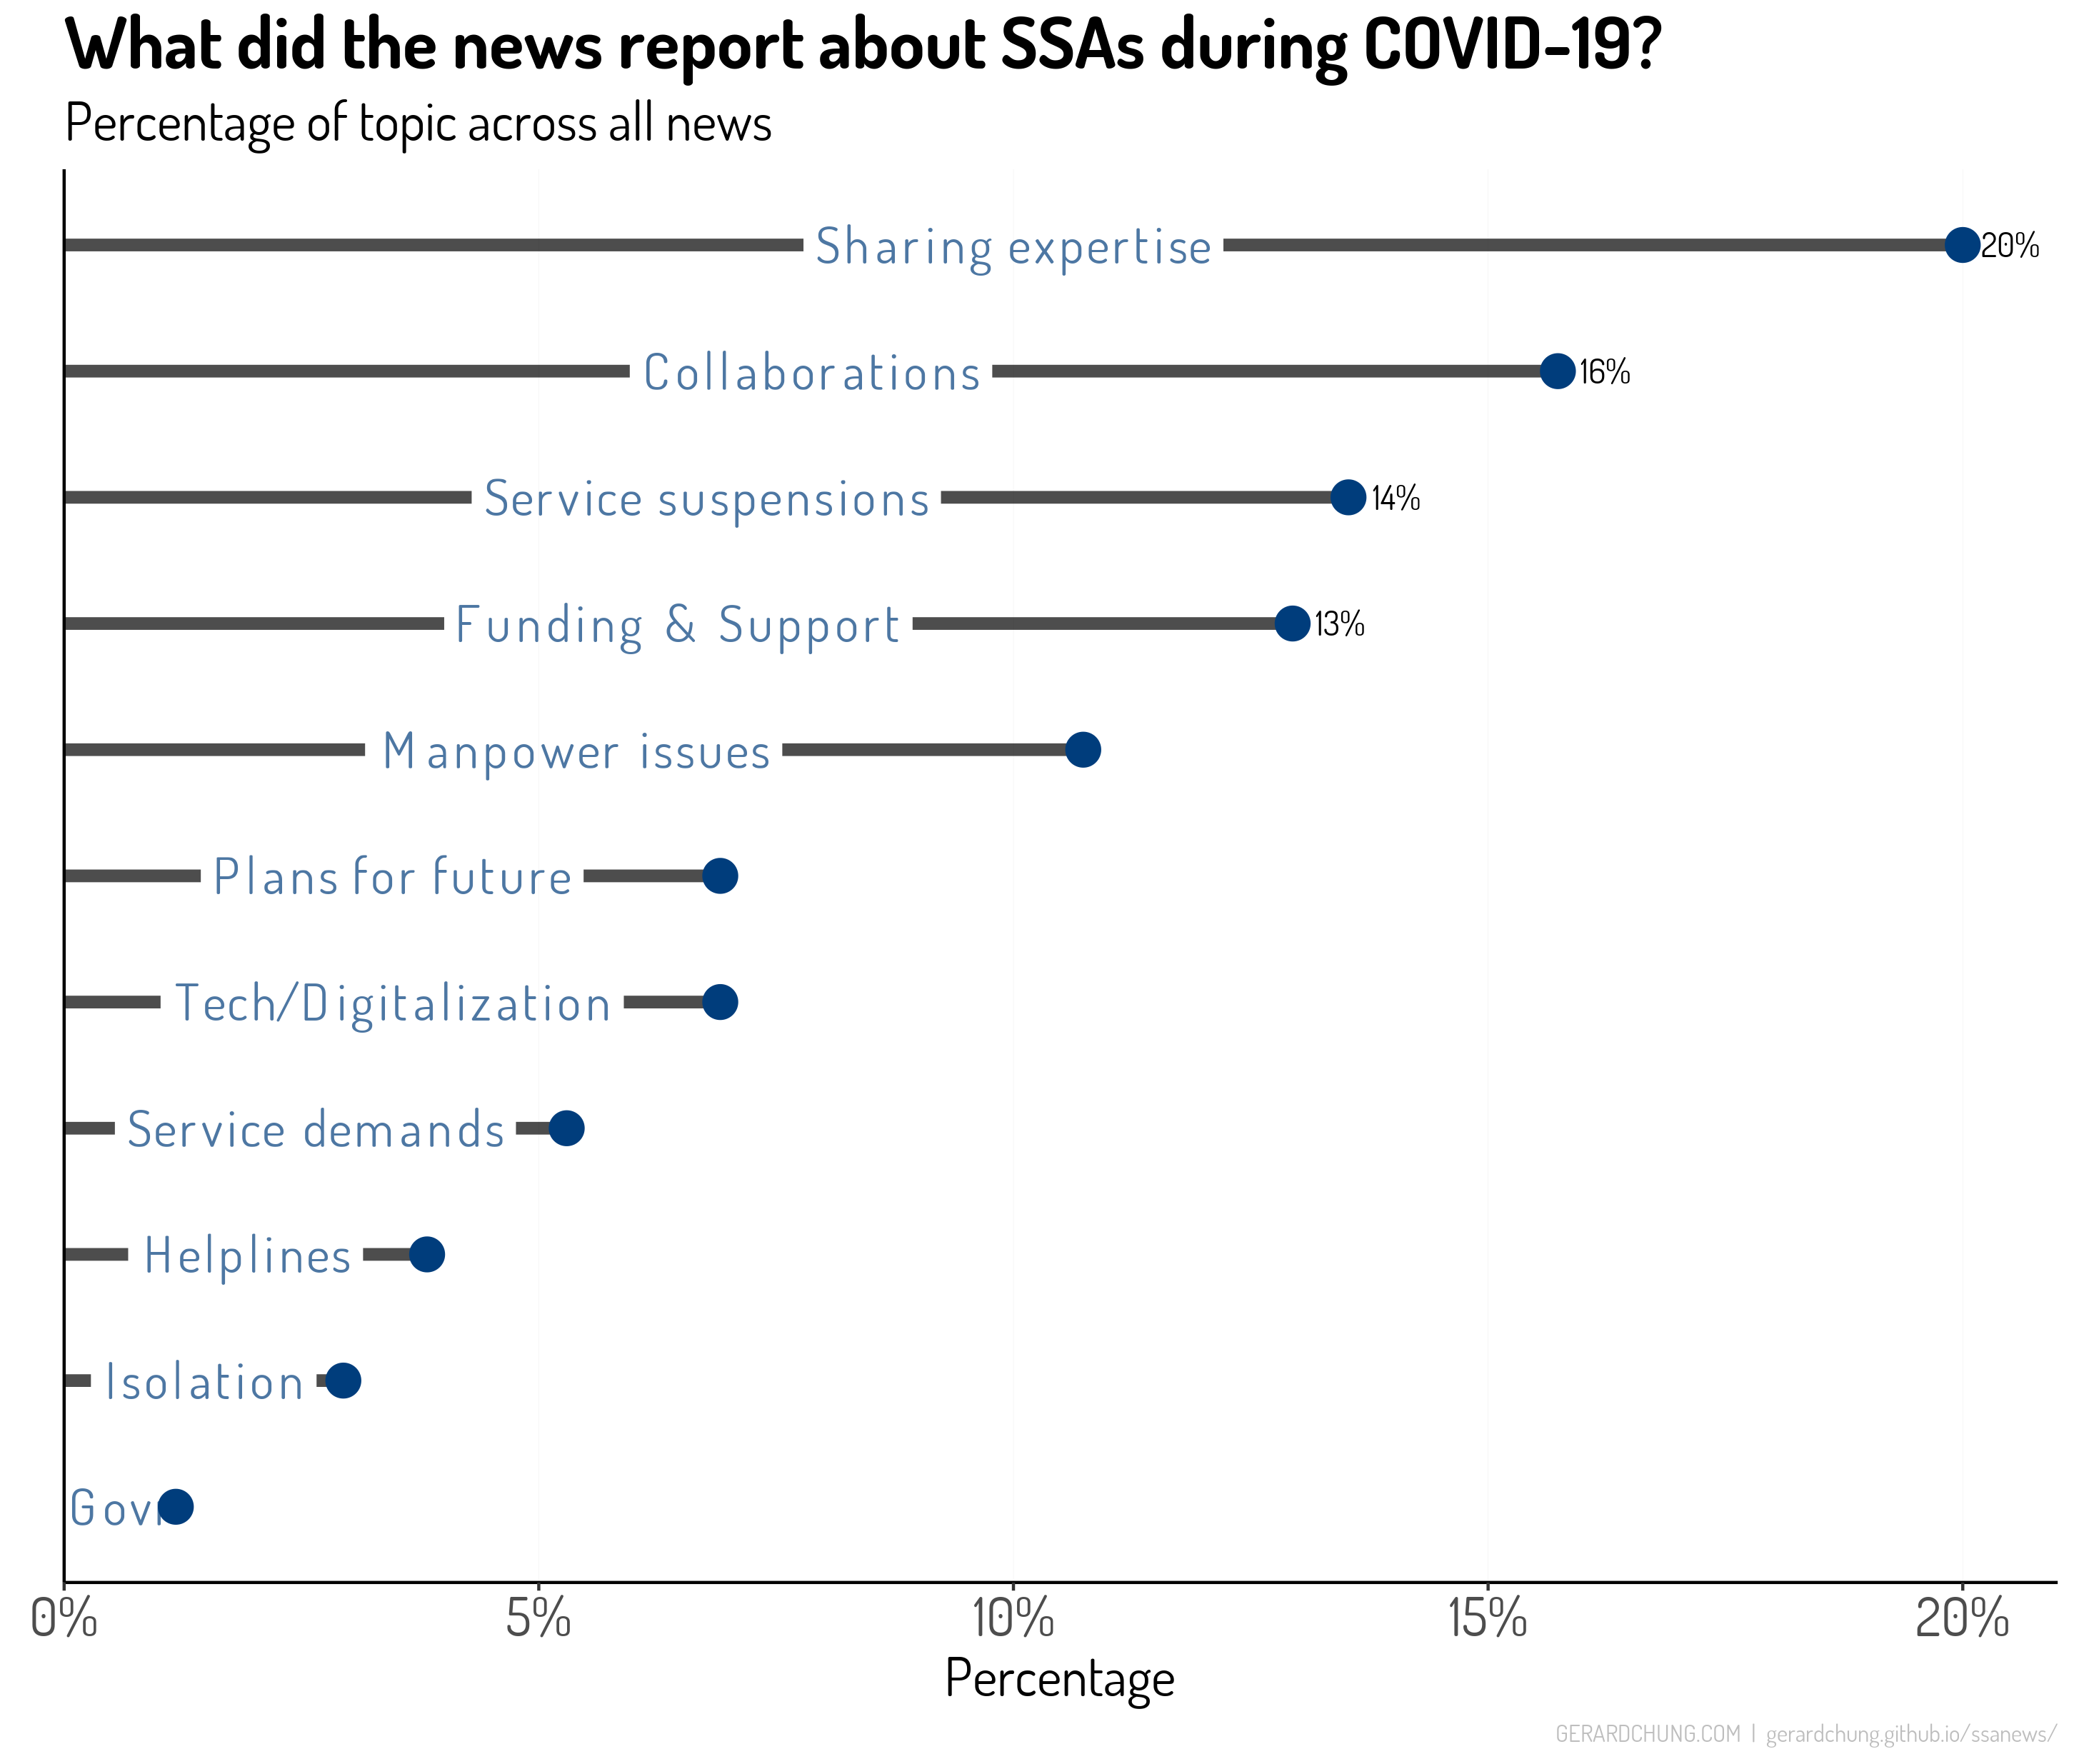 What did the news report about SSAs during COVID-19?
Percentage of topic across all news
Sharing expertise 20%
Collaborations 16%
Service suspensions 14%
Funding & Support 13%
Manpower issues
Plans for future
Tech/Digitalization
Service demands
Helplines
Isolation
0% 5% 10% 15% 20%
Percentage
GERARDCHUNG.COM | gerardchung.github.io/ssanews/